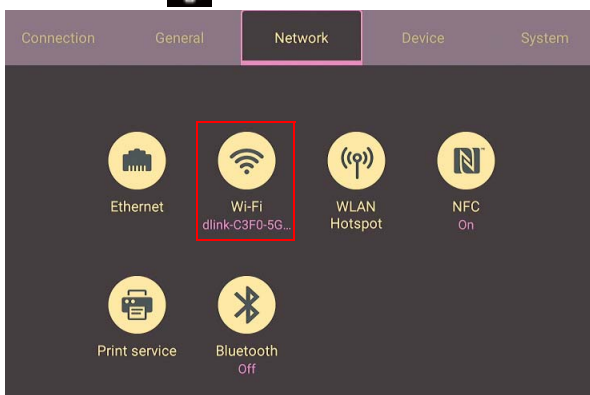 Connection General Network Device System
Ethernet Wi-Fi WLAN NFC
dlink-C3F0-5G... Hotspot On
Print service Bluetooth
Off